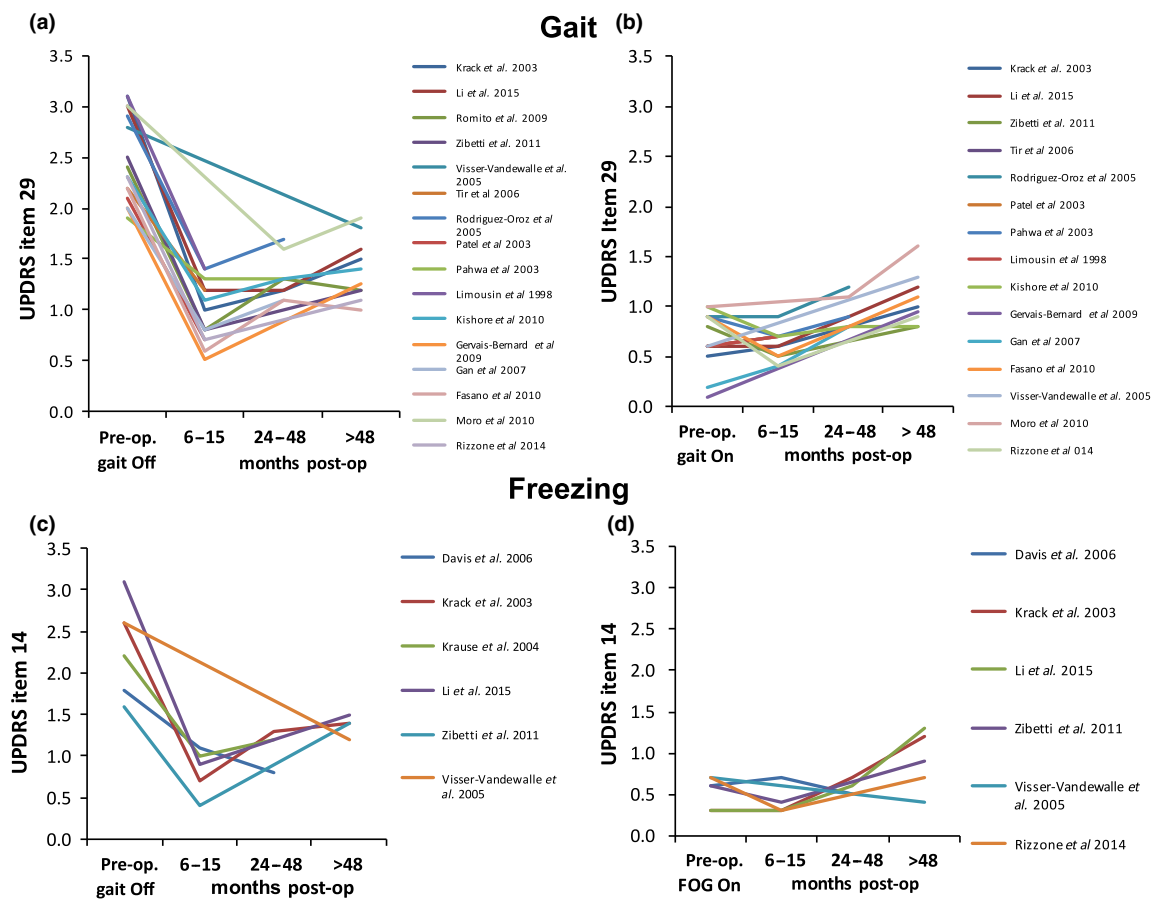 Gait
(a)
UPDRS item 29
3.5
3.0
2.5
2.0
1.5
1.0
0.5
0.0
Pre-op.
gait Off
6–15
24–48
>48
months post-op
Krack et al. 2003
Li et al. 2015
Romito et al. 2009
Zibetti et al. 2011
Visser-Vandewalle et al.
2005
Tir et al 2006
Rodriguez-Oroz et al
2005
Patel et al 2003
Pahwa et al 2003
Limousin et al 1998
Kishore et al 2010
Gervais-Bernard et al
2009
Gan et al 2007
Fasano et al 2010
Moro et al 2010
Rizzone et al 2014
(b)
UPDRS Item 29
3.5
3.0
2.5
2.0
1.5
1.0
0.5
0.0
Pre-op.
gait On
6–15
24–48
> 48
months post-op
Krack et al. 2003
Li et al. 2015
Zibetti et al. 2011
Tir et al 2006
Rodriguez-Oroz et al 2005
Patel et al 2003
Pahwa et al 2003
Limousin et al 1998
Kishore et al 2010
Gervais-Bernard et al 2009
Gan et al 2007
Fasano et al 2010
Visser-Vandewalle et al. 2005
Moro et al 2010
Rizzone et al 014
Freezing
(c)
UPDRS item 14
3.5
3.0
2.5
2.0
1.5
1.0
0.5
0.0
Pre-op.
gait Off
6–15
24–48
>48
months post-op
Davis et al. 2006
Krack et al. 2003
Krause et al. 2004
Li et al. 2015
Zibetti et al. 2011
Visser-Vandewalle et
al. 2005
(d)
UPDRS item 14
3.5
3.0
2.5
2.0
1.5
1.0
0.5
0.0
Pre-op.
FOG On
6–15
24–48
>48
months post-op
Davis et al. 2006
Krack et al. 2003
Li et al. 2015
Zibetti et al. 2011
Visser-Vandewalle et
al. 2005
Rizzone et al 2014